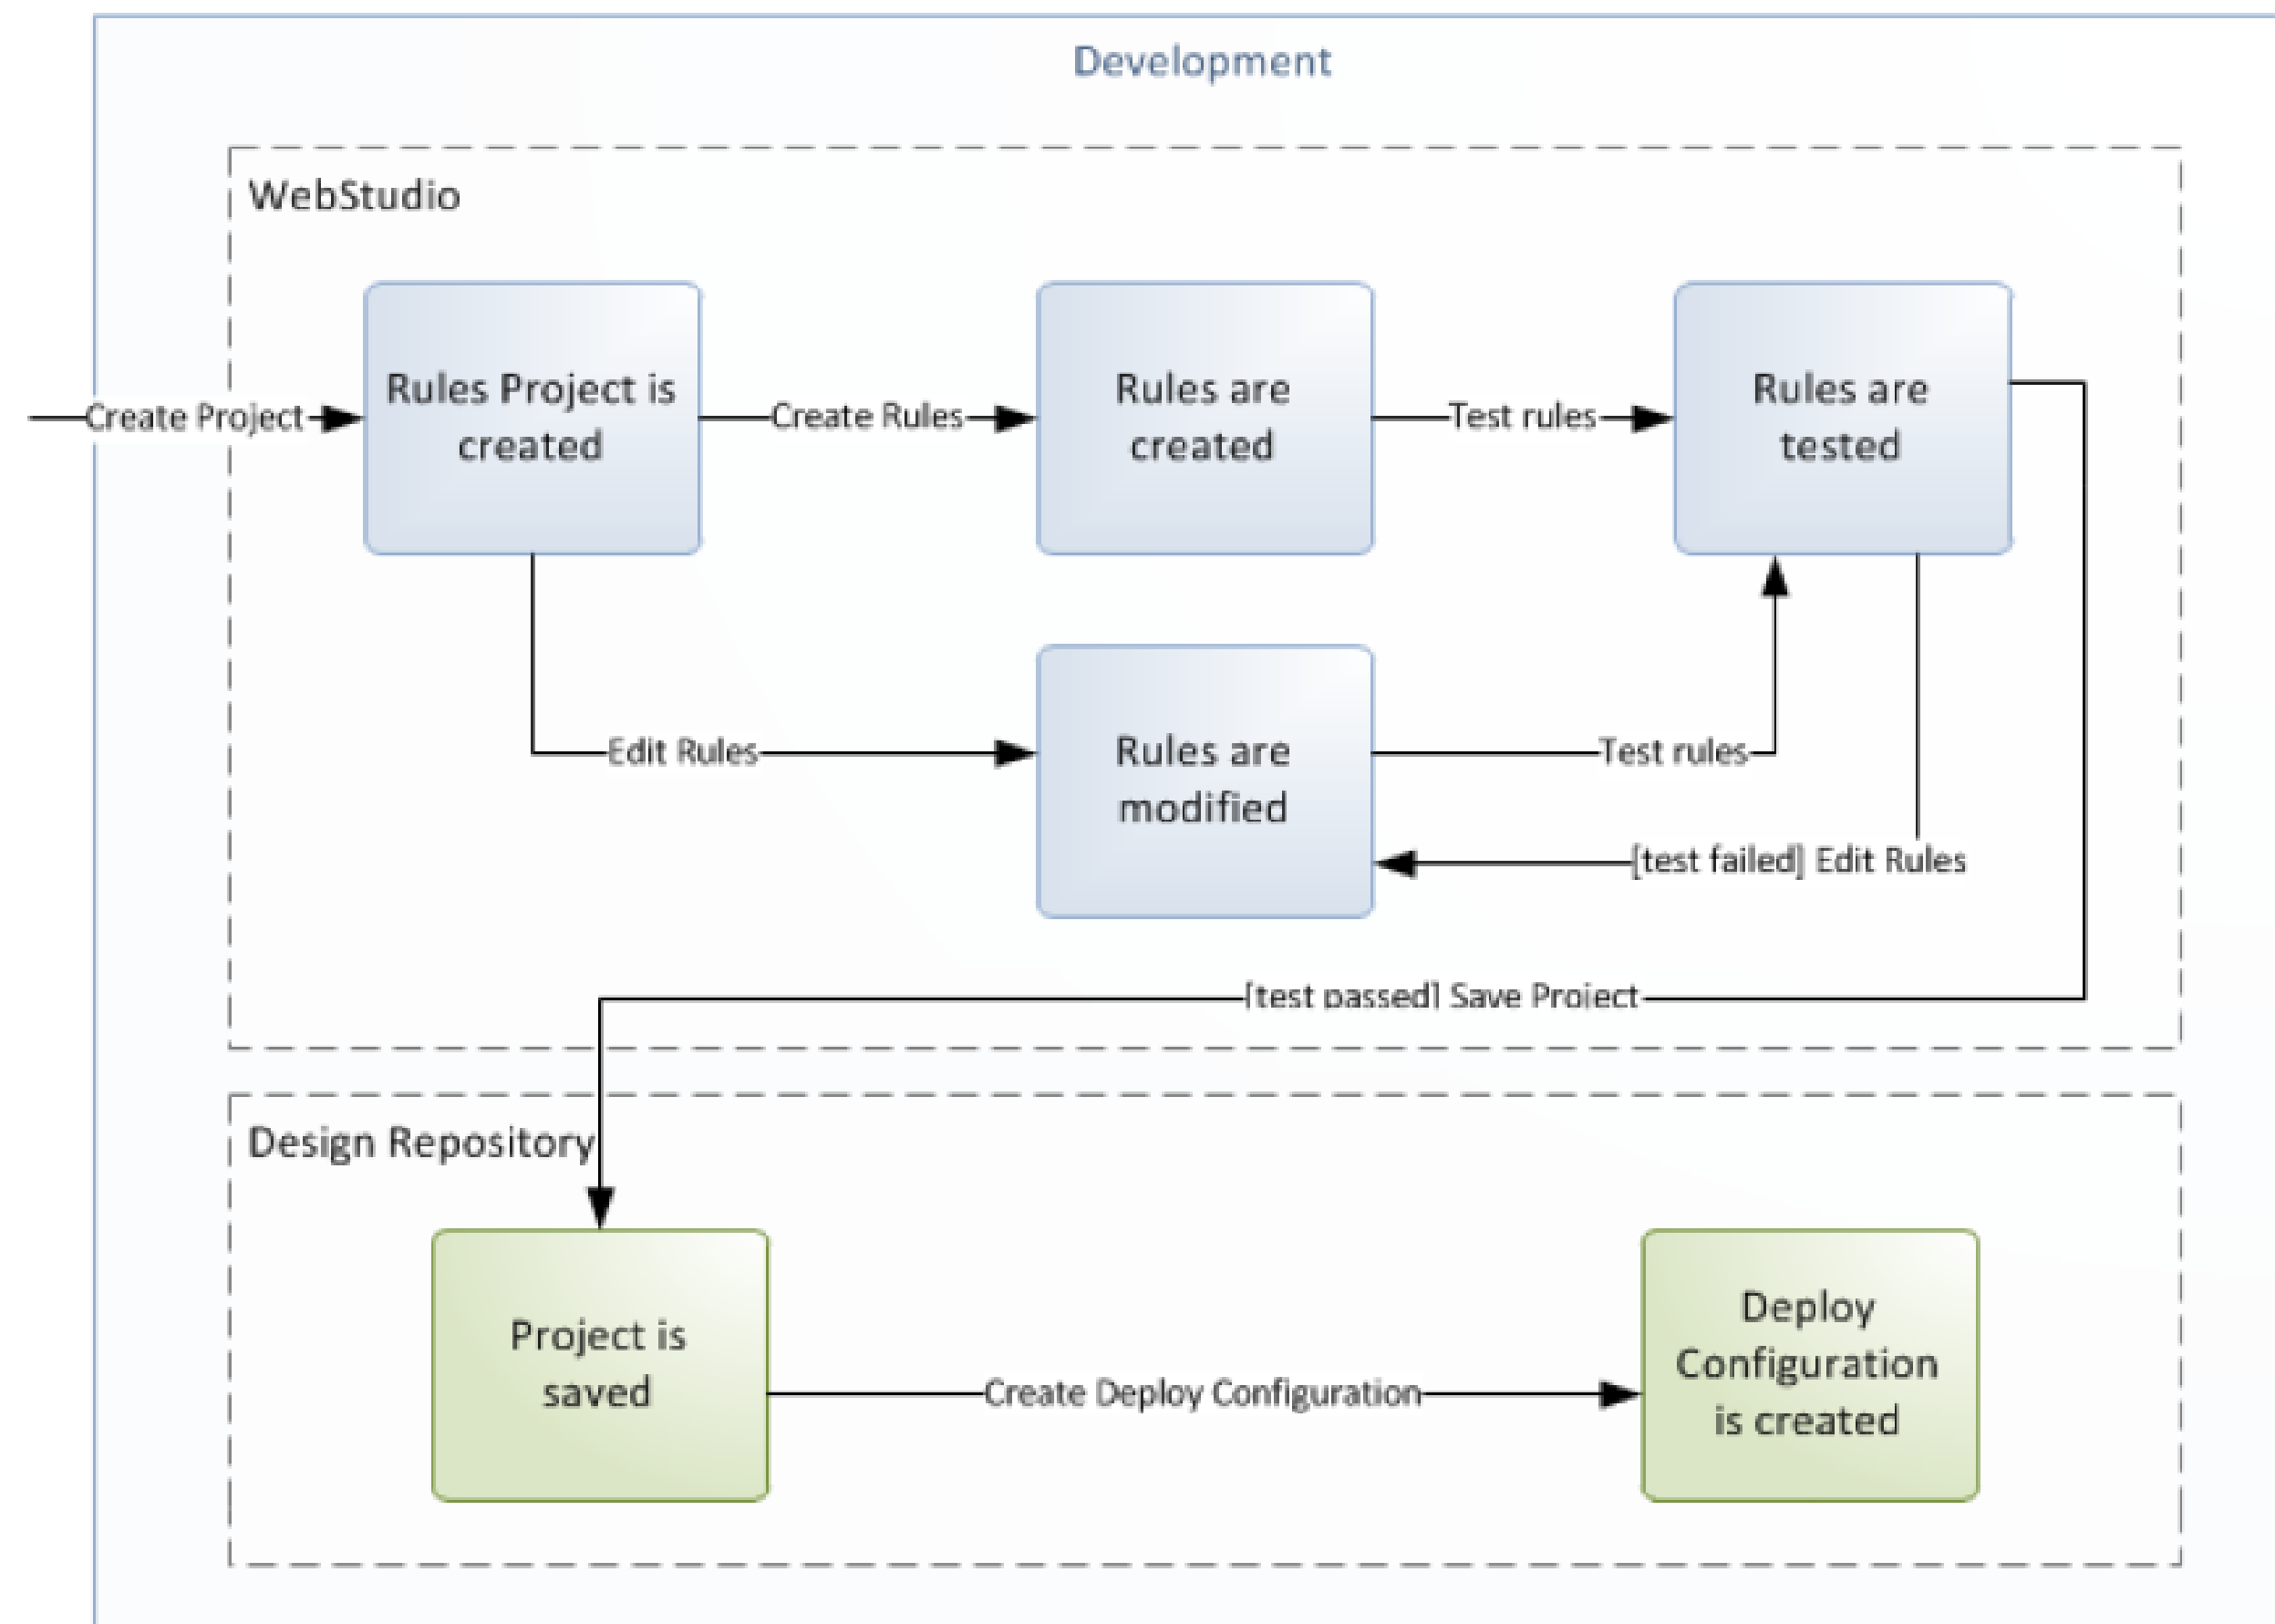 Development
WebStudio
Create Project
Rules Project is
created
Create Rules
Rules are
created
Test rules
Rules are
tested
Edit Rules
Rules are
modified
Test rules
[test failed] Edit Rules
[test passed] Save Project
Design Repository
Project is
saved
Create Deploy Configuration
Deploy
Configuration
is created